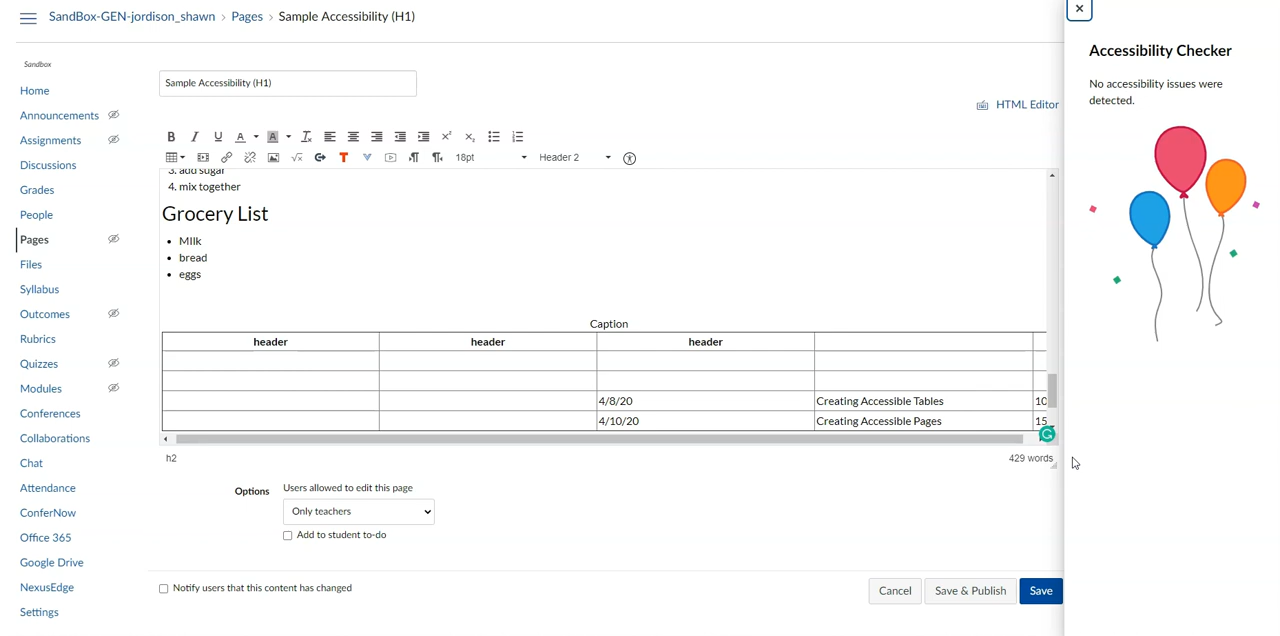 SandBox-GEN-jordison_shawn › Pages › Sample Accessibility (H1)
Sandbox
Home
Announcements
Assignments
Discussions
Grades
People
Pages
Files
Syllabus
Outcomes
Rubrics
Quizzes
Modules
Conferences
Collaborations
Chat
Attendance
ConferNow
Office 365
Google Drive
NexusEdge
Settings
Sample Accessibility (H1)
HTML Editor
18pt Header 2
3. add sugar
4. mix together
Grocery List
• MIlk
• bread
• eggs
Caption
header header header
4/8/20 Creating Accessible Tables 10
4/10/20 Creating Accessible Pages 15
h2 429 words
Options Users allowed to edit this page
Only teachers
Add to student to-do
Notify users that this content has changed
Cancel Save & Publish Save
Accessibility Checker
No accessibility issues were
detected.